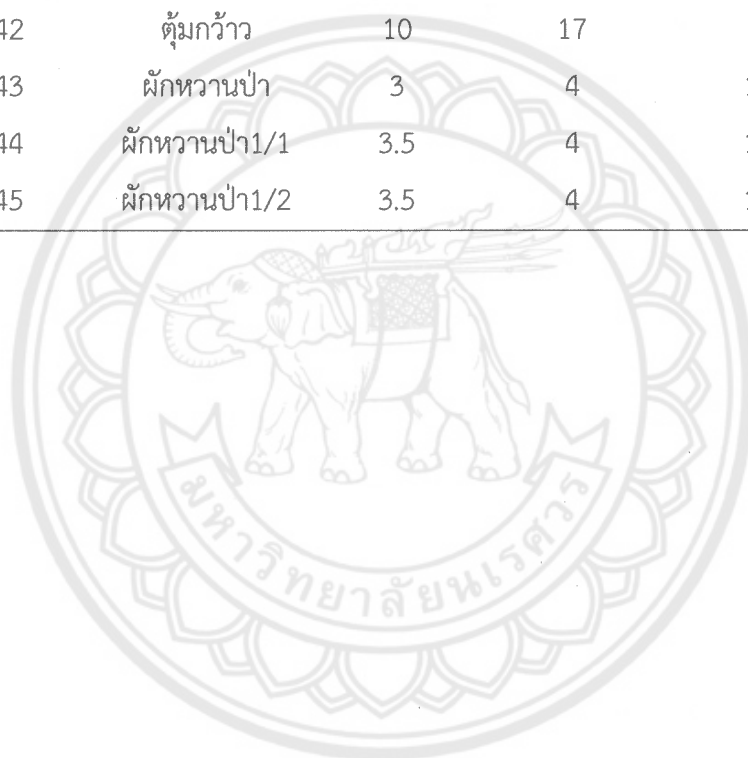 42 ตุ้มกว้าว 10 17
43 ผักหวานป่า 3 4 1
44 ผักหวานป่า1/1 3.5 4 1
45 ผักหวานป่า1/2 3.5 4 1
มหาวิทยาลัยนเรศวร